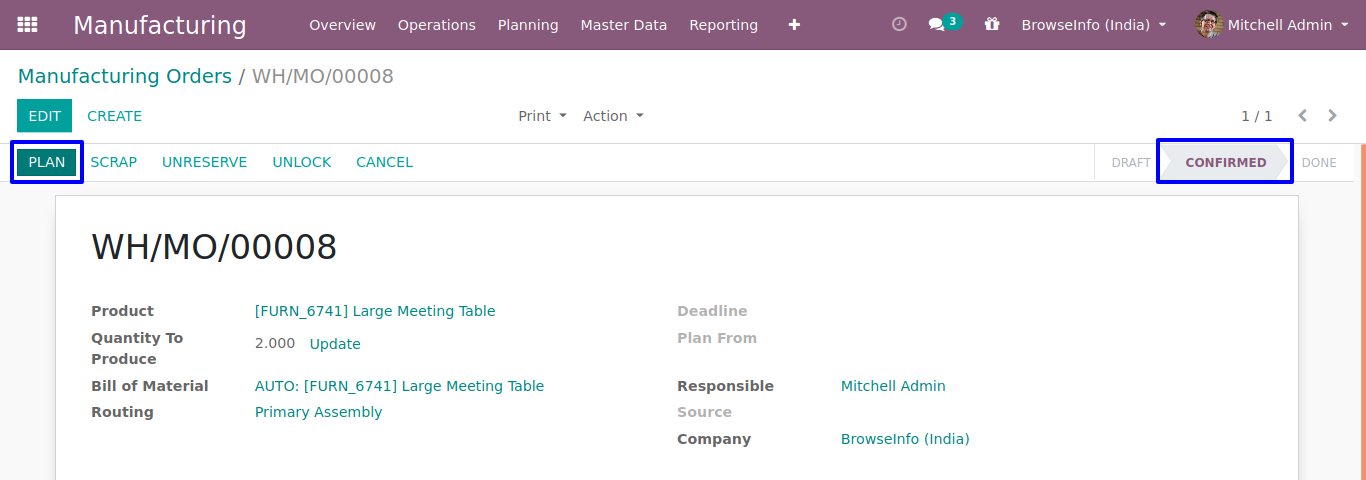 Manufacturing Overview Operations Planning Master Data Reporting 3 BrowseInfo (India) Mitchell Admin
Manufacturing Orders / WH/MO/00008
EDIT CREATE Print Action 1 / 1
PLAN SCRAP UNRESERVE UNLOCK CANCEL DRAFT CONFIRMED DONE
WH/MO/00008
Product [FURN_6741] Large Meeting Table Deadline
Quantity To Produce 2.000 Update Plan From
Bill of Material AUTO: [FURN_6741] Large Meeting Table Responsible Mitchell Admin
Routing Primary Assembly Source
Company BrowseInfo (India)